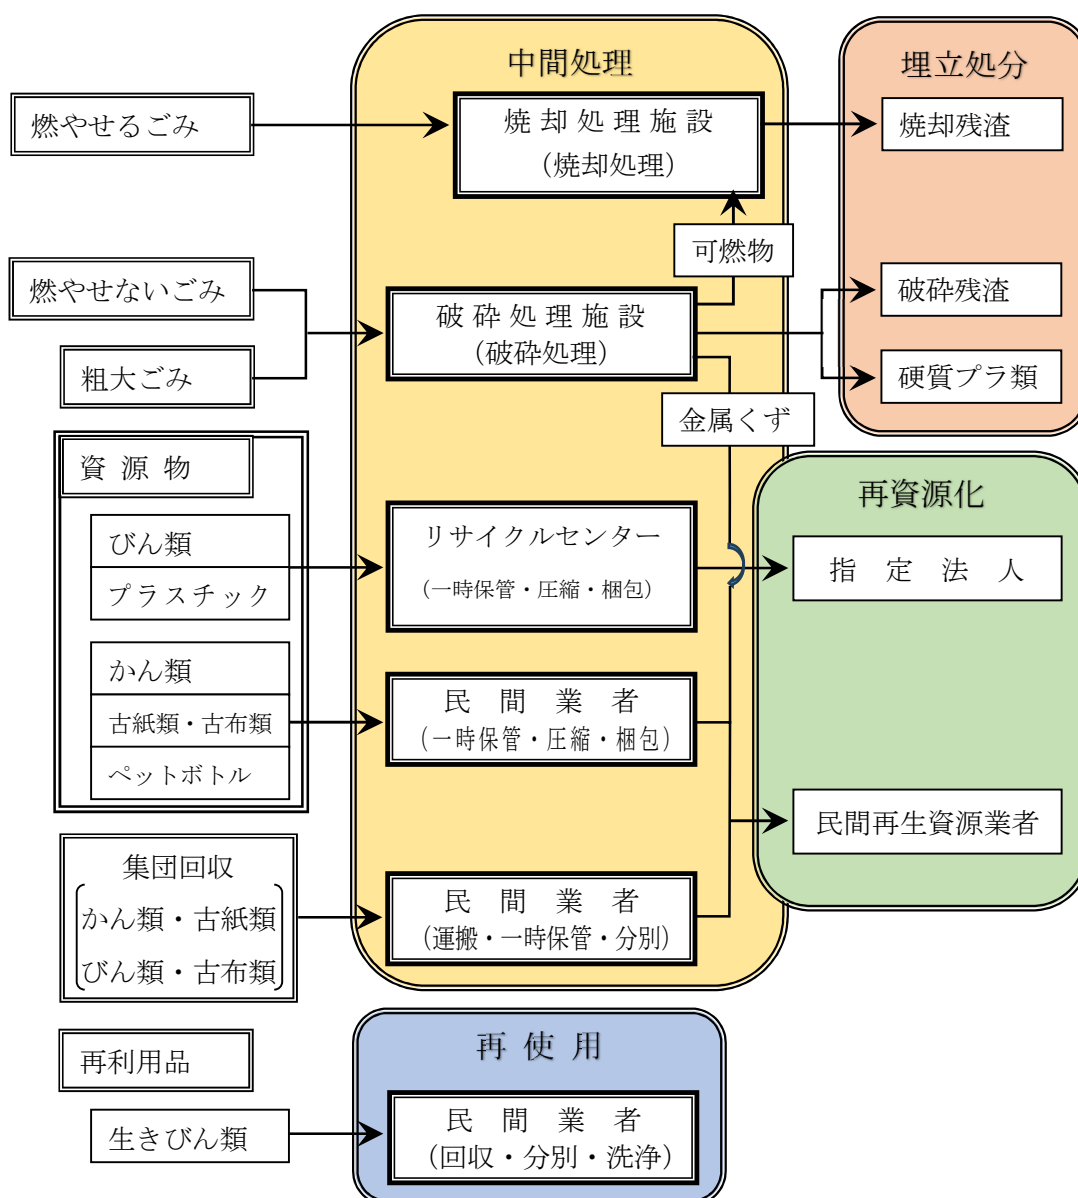 中間処理
埋立処分
燃やせるごみ
焼却処理施設
(焼却処理)
焼却残渣
可燃物
燃やせないごみ
破砕処理施設
(破砕処理)
破砕残渣
粗大ごみ
硬質プラ類
金属くず
資源物
再資源化
びん類
プラスチック
リサイクルセンター
(一時保管・圧縮・梱包)
指定法人
かん類
古紙類・古布類
ペットボトル
民間業者
(一時保管・圧縮・梱包)
民間再生資源業者
集団回収
かん類・古紙類
びん類・古布類
民間業者
(運搬・一時保管・分別)
再使用
再利用品
生きびん類
民間業者
(回収・分別・洗浄)